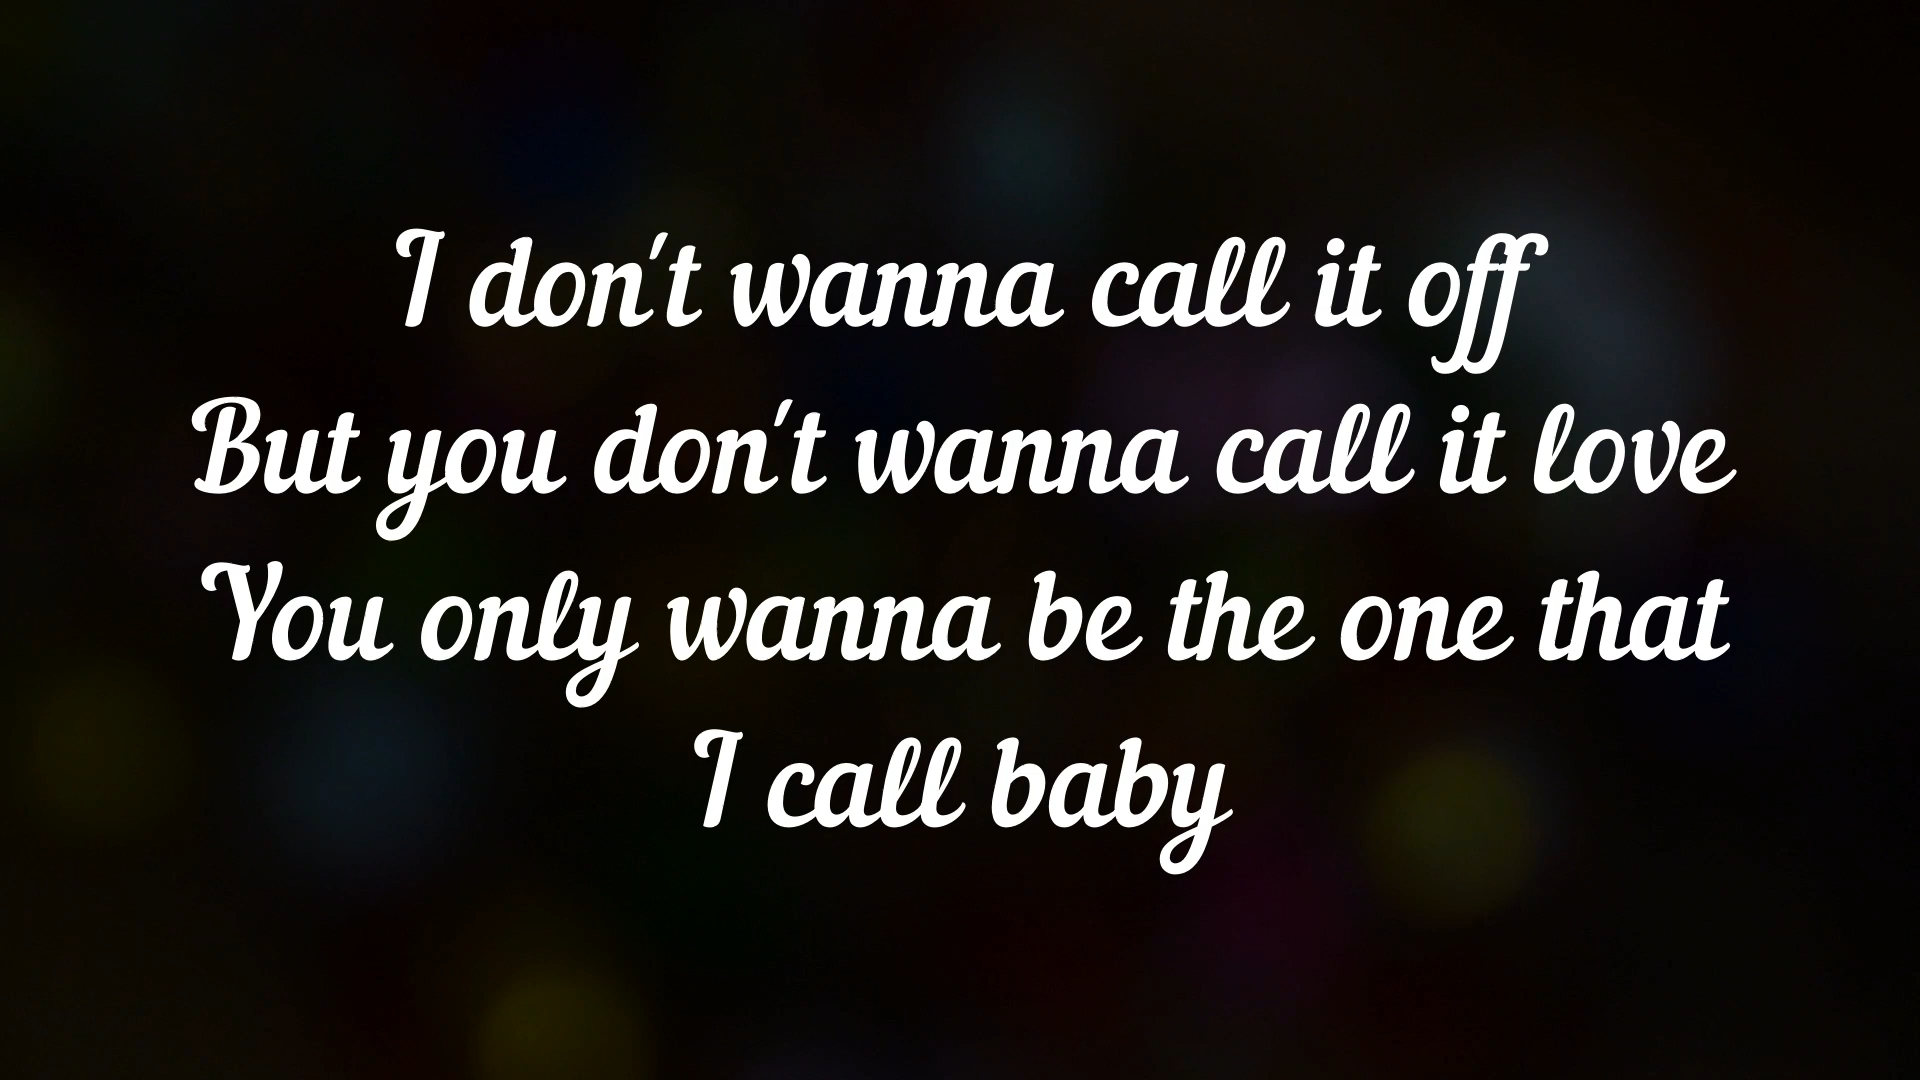 I don't wanna call it off
But you don't wanna call it love
You only wanna be the one that
I call baby